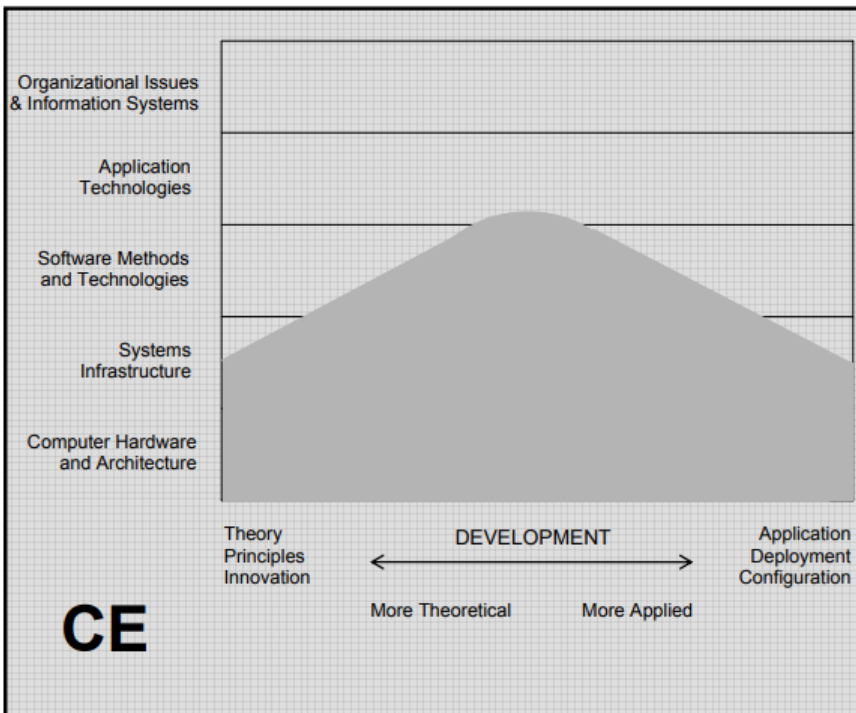 Organizational Issues
& Information Systems
Application
Technologies
Software Methods
and Technologies
Systems
Infrastructure
Computer Hardware
and Architecture
Theory
Principles
Innovation
DEVELOPMENT
Application
Deployment
Configuration
More Theoretical
More Applied
CE